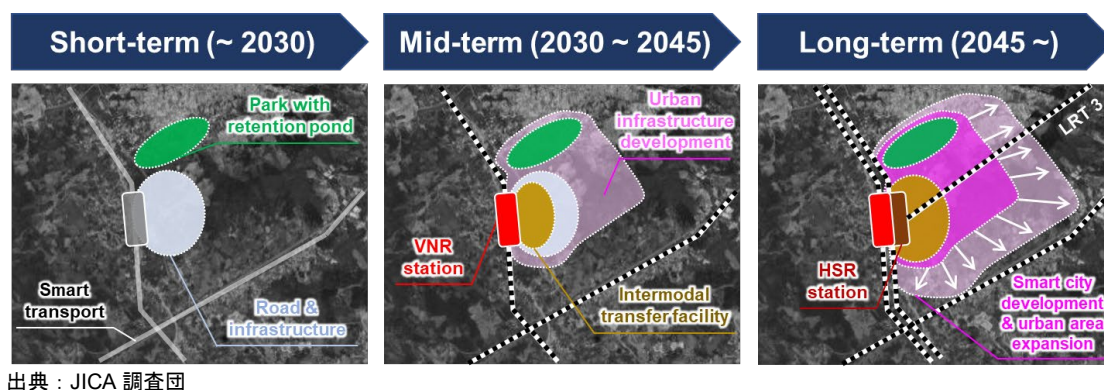 Short-term (~ 2030)
Mid-term (2030 ~ 2045)
Long-term (2045 ~)
Park with
retention pond
Smart
transport
Road &
infrastructure
Urban
infrastructure
development
VNR
station
Intermodal
transfer facility
LRT 3
HSR
station
Smart city
development
& urban area
expansion
出典：JICA 調査団